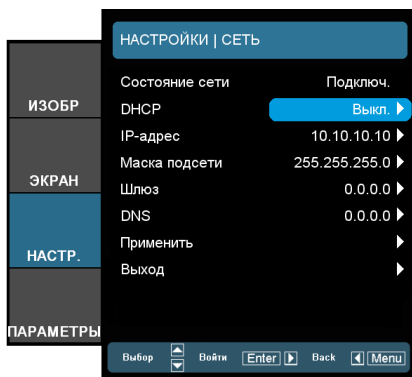 НАСТРОЙКИ | СЕТЬ
ИЗОБР
ЭКРАН
НАСТР.
ПАРАМЕТРЫ
Состояние сети Подключ.
DHCP Выкл.
IP-адрес 10.10.10.10
Маска подсети 255.255.255.0
Шлюз 0.0.0.0
DNS 0.0.0.0
Применить
Выход
Выбор Войти Enter Back Menu